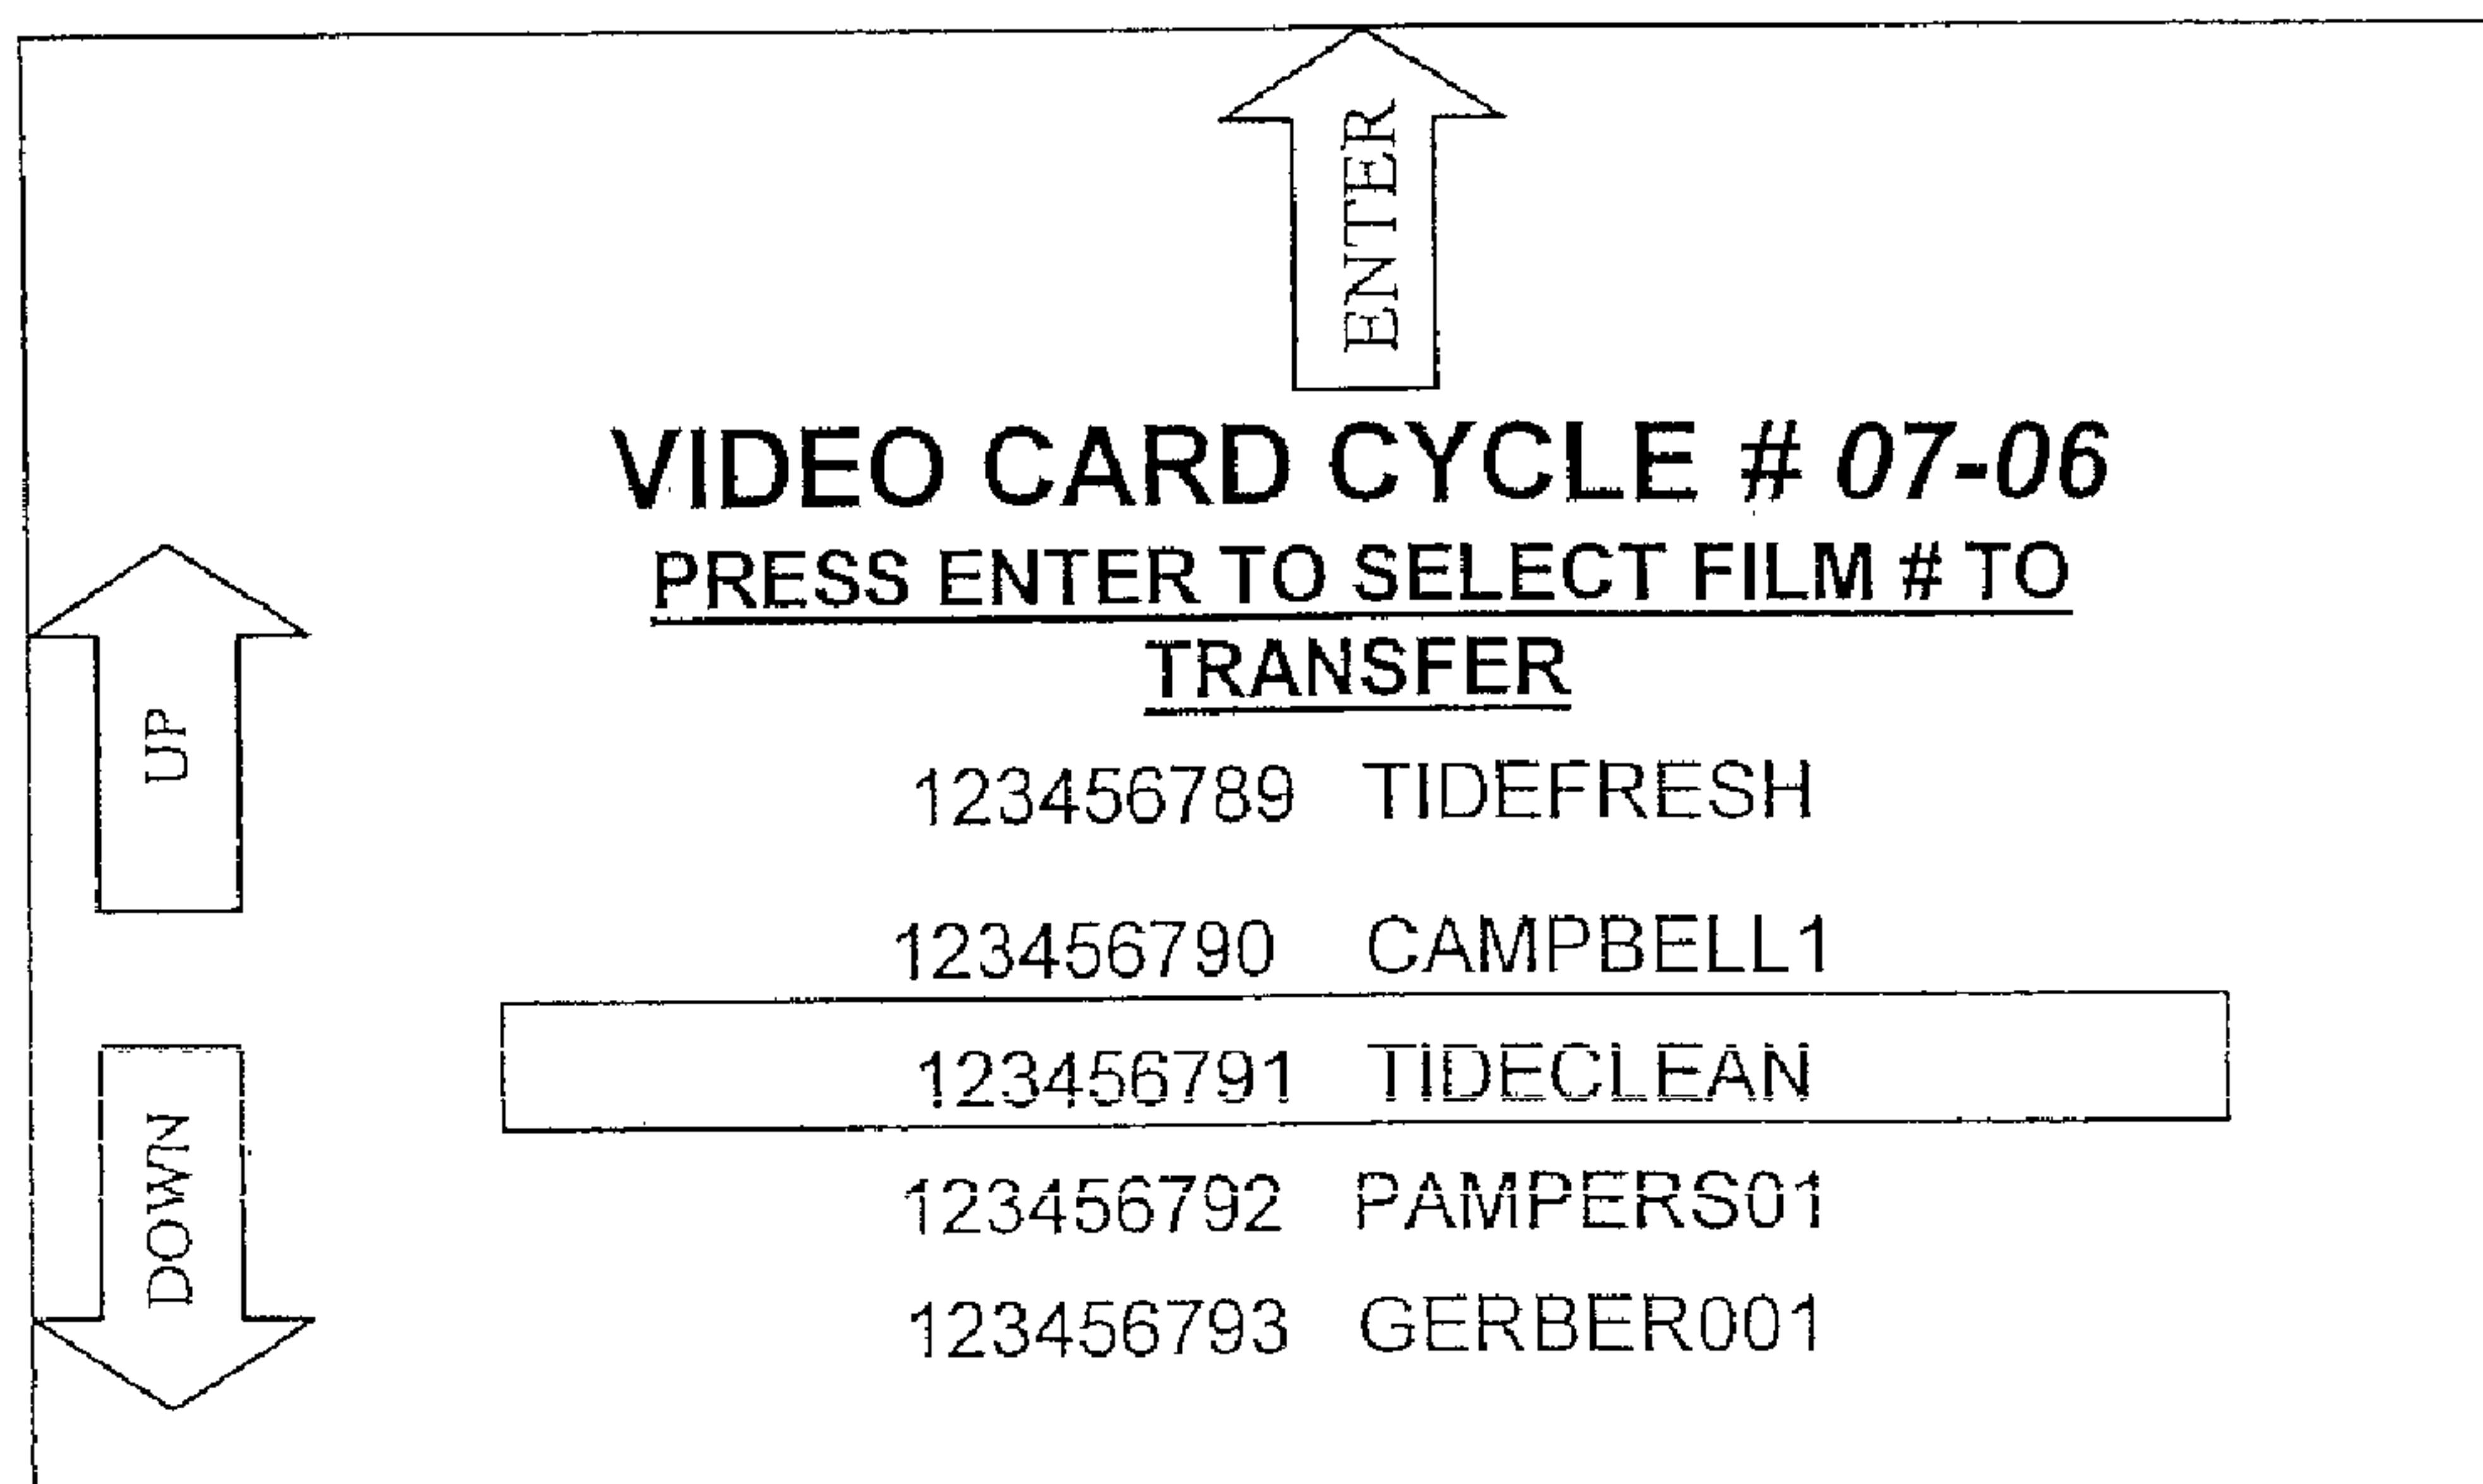 ENTER
VIDEO CARD CYCLE # 07-06
PRESS ENTER TO SELECT FILM # TO
TRANSFER
UP
123456789 TIDEFRESH
123456790 CAMPBELL1
123456791 TIDECLEAN
DOWN
123456792 PAMPERS01
123456793 GERBER001